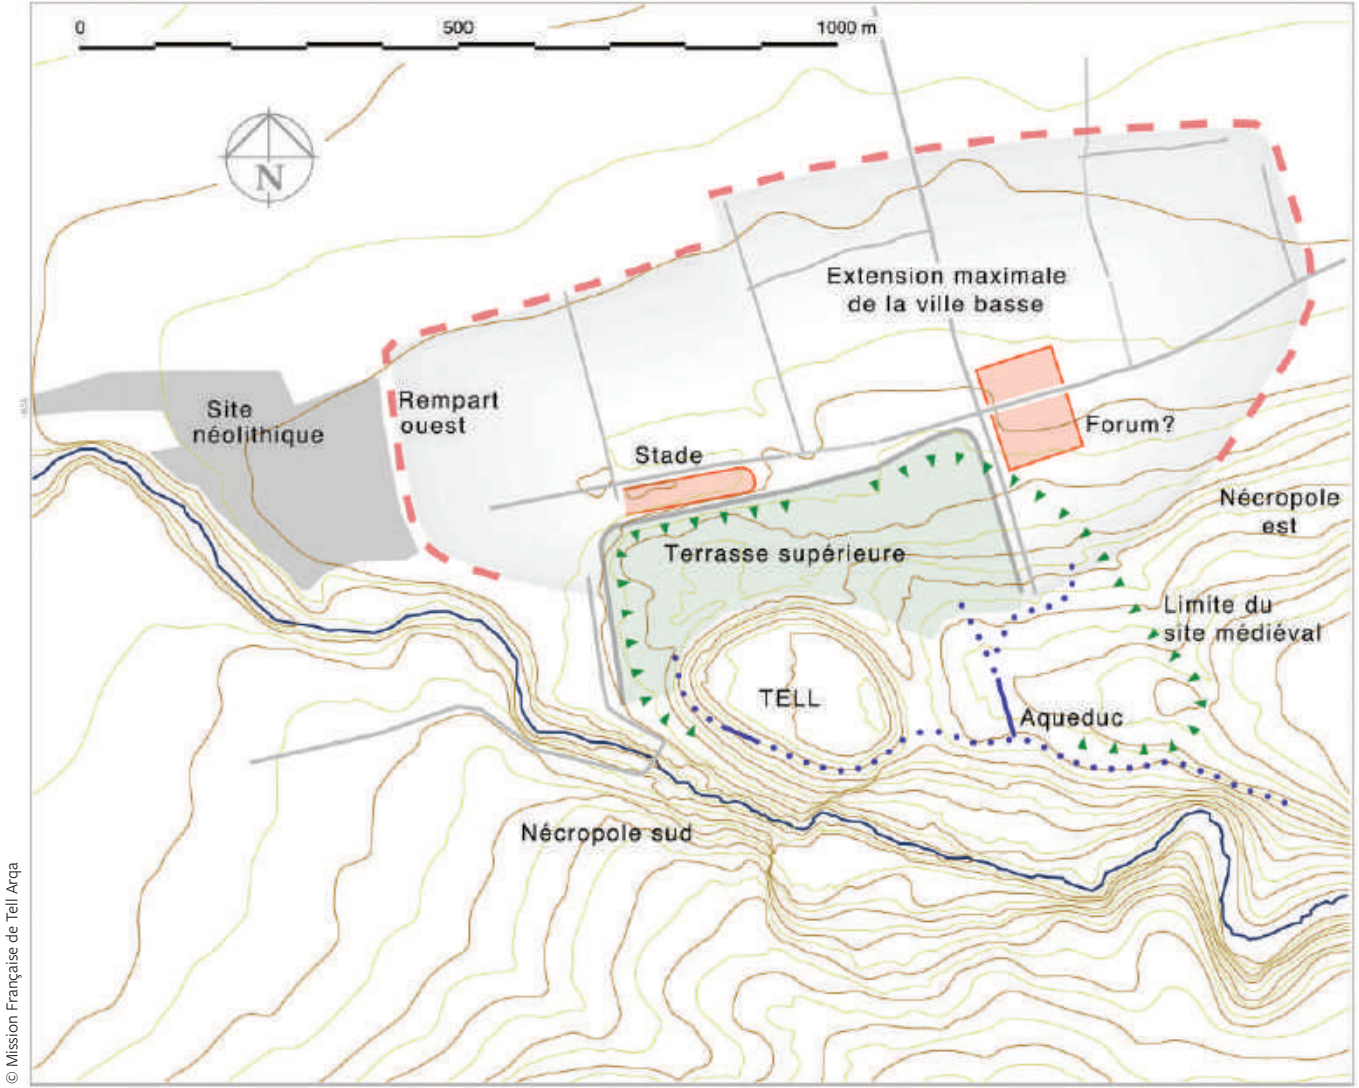 0 500 1000 m
N
Extension maximale
de la ville basse
Site
néolithique
Rempart
ouest
Forum?
Stade
Nécropole
est
Terrasse supérieure
Limite du
site médiéval
TELL
Aqueduc
Nécropole sud
© Mission Française de Tell Arqa